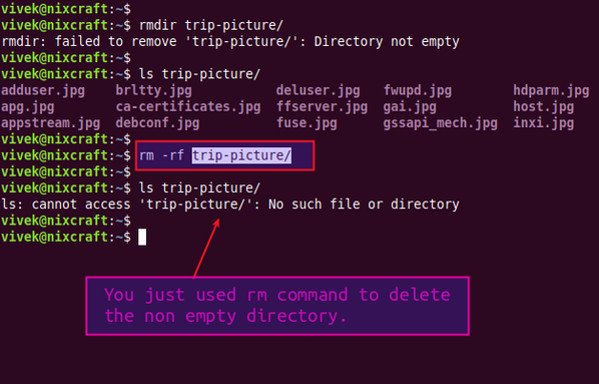 vivek@nixcraft:~$
vivek@nixcraft:~$ rmdir trip-picture/
rmdir: failed to remove 'trip-picture/': Directory not empty
vivek@nixcraft:~$
vivek@nixcraft:~$ ls trip-picture/
adduser.jpg brltty.jpg deluser.jpg fwupd.jpg hdparm.jpg
apg.jpg ca-certificates.jpg ffserver.jpg gai.jpg host.jpg
appstream.jpg debconf.jpg fuse.jpg gssapi_mech.jpg inxi.jpg
vivek@nixcraft:~$
vivek@nixcraft:~$ rm -rf trip-picture/
vivek@nixcraft:~$
vivek@nixcraft:~$ ls trip-picture/
ls: cannot access 'trip-picture/': No such file or directory
vivek@nixcraft:~$
vivek@nixcraft:~$
You just used rm command to delete
the non empty directory.